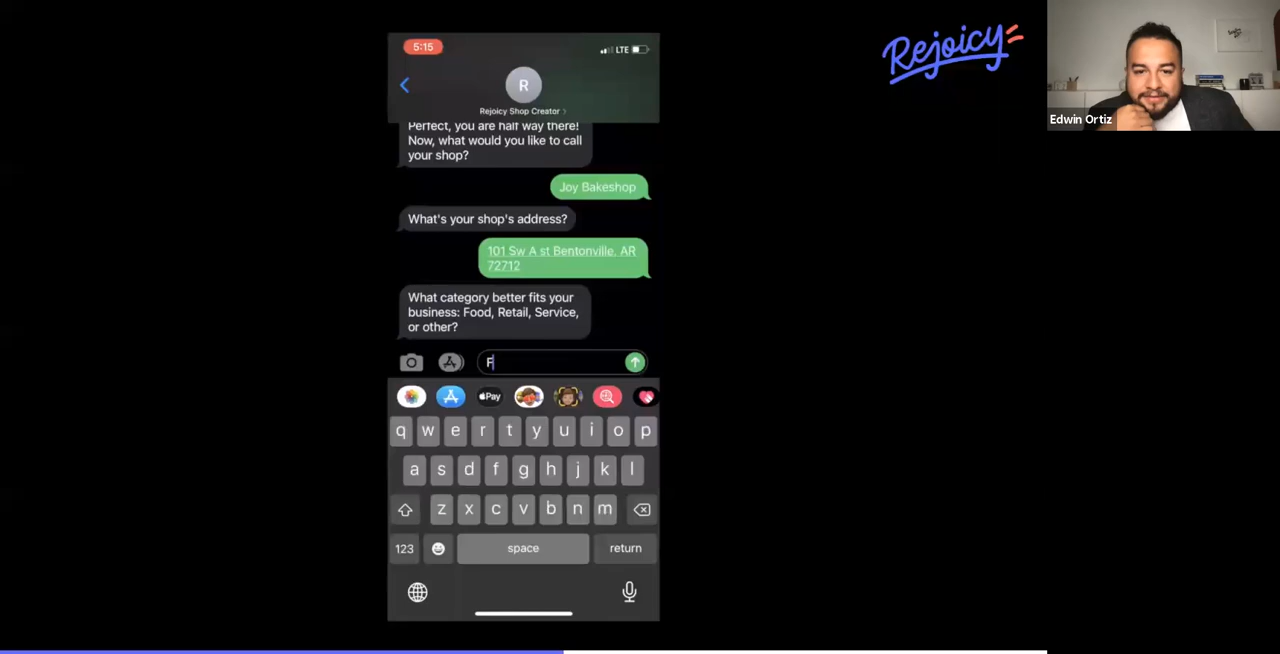 5:15
LTE
Rejoicy
R
Rejoicy Shop Creator
Edwin Ortiz
Perfect, you are half way there!
Now, what would you like to call
your shop?
Joy Bakeshop
What's your shop's address?
101 Sw A st Bentonville, AR
72712
What category better fits your
business: Food, Retail, Service,
or other?
F
Pay
q w e r t y u i o p
a s d f g h j k l
z x c v b n m
123 space return